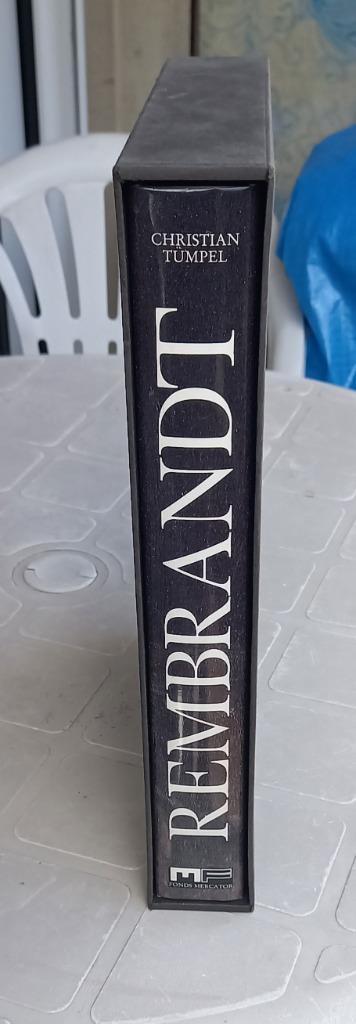 CHRISTIAN
TÜMPEL
REMBRANDT
FONDS MERCATOR